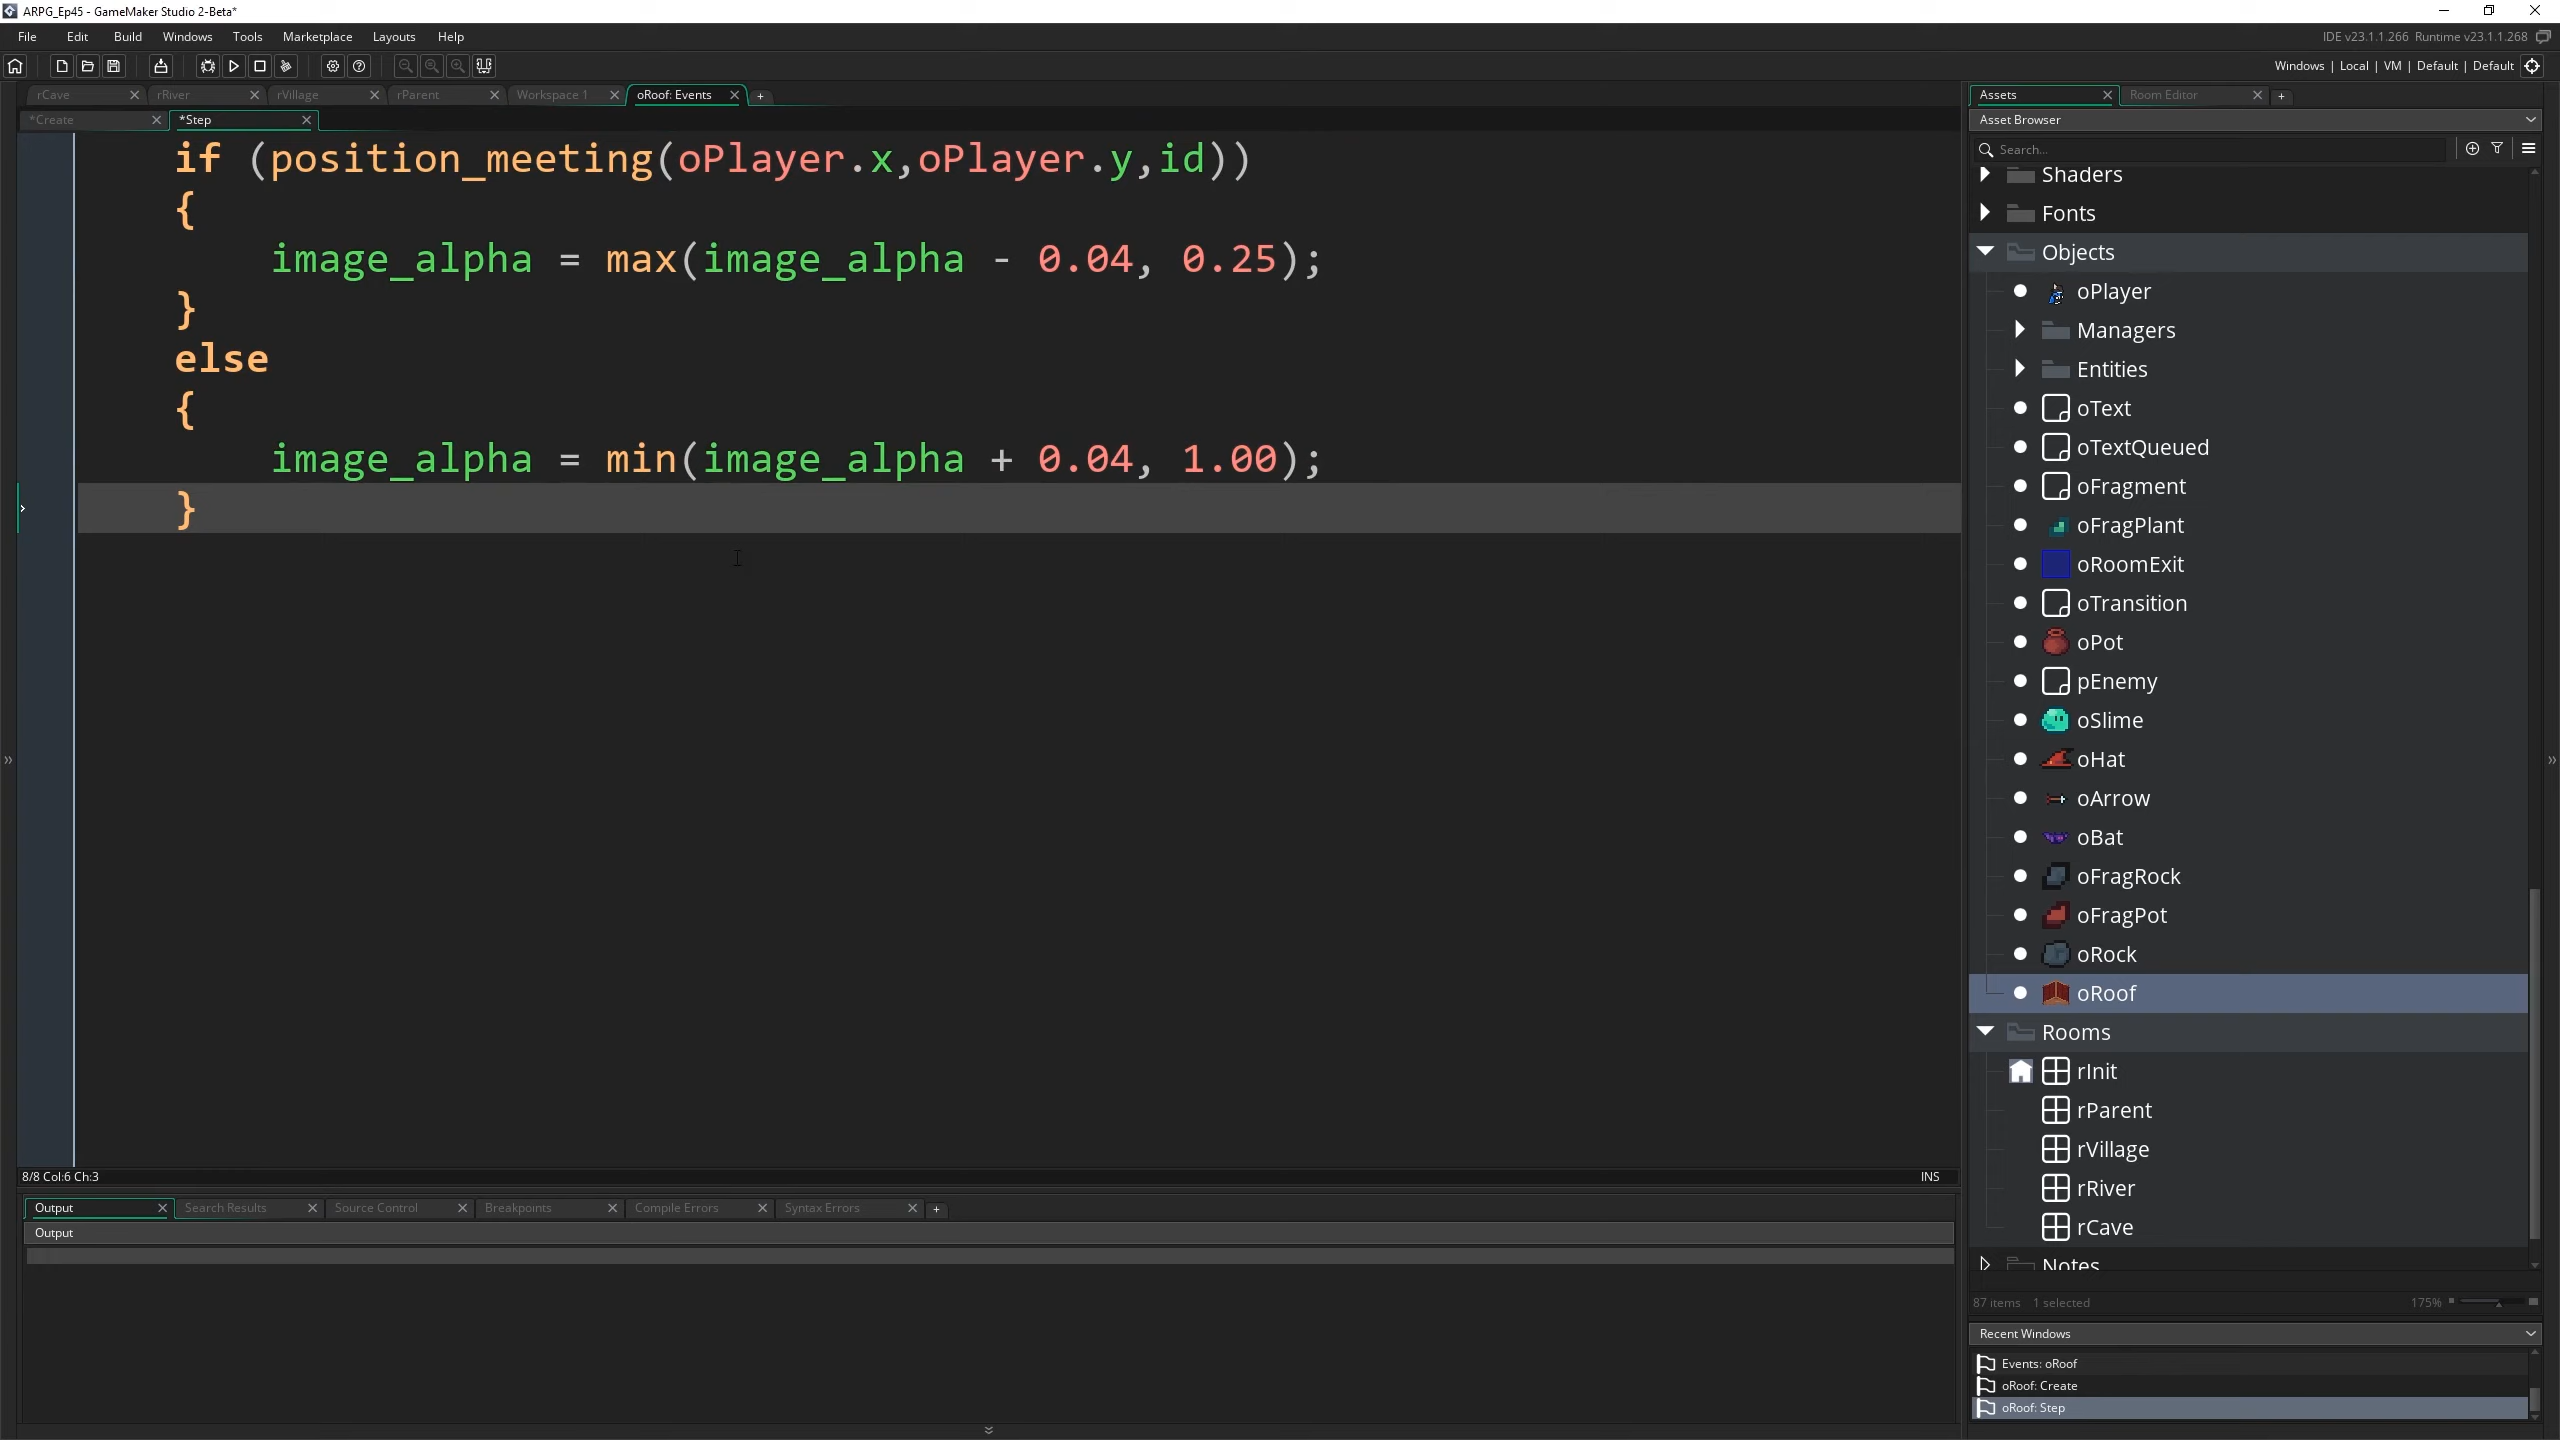 ARPG_Ep45 - GameMaker Studio 2-Beta*
File Edit Build Windows Tools Marketplace Layouts Help
IDE v23.1.1.266 Runtime v23.1.1.268
Windows | Local | VM | Default | Default
rCave rRiver rVillage rParent Workspace 1 oRoof: Events
*Create *Step
if (position_meeting(oPlayer.x,oPlayer.y,id))
{
image_alpha = max(image_alpha - 0.04, 0.25);
}
else
{
image_alpha = min(image_alpha + 0.04, 1.00);
}
8/8 Col:6 Ch:3
INS
Output Search Results Source Control Breakpoints Compile Errors Syntax Errors
Output
Assets Room Editor
Asset Browser
Search...
Shaders
Fonts
Objects
oPlayer
Managers
Entities
oText
oTextQueued
oFragment
oFragPlant
oRoomExit
oTransition
oPot
pEnemy
oSlime
oHat
oArrow
oBat
oFragRock
oFragPot
oRock
oRoof
Rooms
rInit
rParent
rVillage
rRiver
rCave
Notes
87 items 1 selected
175%
Recent Windows
Events: oRoof
oRoof: Create
oRoof: Step